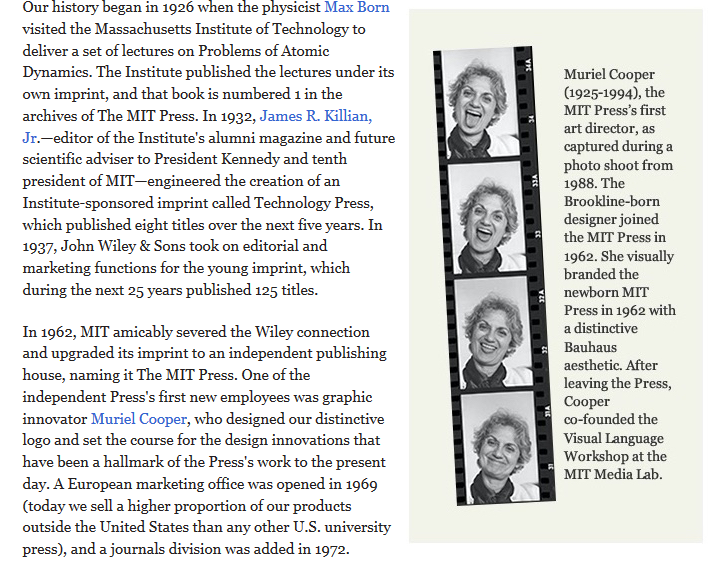 Our history began in 1926 when the physicist Max Born
visited the Massachusetts Institute of Technology to
deliver a set of lectures on Problems of Atomic
Dynamics. The Institute published the lectures under its
own imprint, and that book is numbered 1 in the
archives of The MIT Press. In 1932, James R. Killian,
Jr.—editor of the Institute's alumni magazine and future
scientific adviser to President Kennedy and tenth
president of MIT—engineered the creation of an
Institute-sponsored imprint called Technology Press,
which published eight titles over the next five years. In
1937, John Wiley & Sons took on editorial and
marketing functions for the young imprint, which
during the next 25 years published 125 titles.
In 1962, MIT amicably severed the Wiley connection
and upgraded its imprint to an independent publishing
house, naming it The MIT Press. One of the
independent Press's first new employees was graphic
innovator Muriel Cooper, who designed our distinctive
logo and set the course for the design innovations that
have been a hallmark of the Press's work to the present
day. A European marketing office was opened in 1969
(today we sell a higher proportion of our products
outside the United States than any other U.S. university
press), and a journals division was added in 1972.
34A
34
33A
33
32A
32
31A
31
Muriel Cooper
(1925-1994), the
MIT Press's first
art director, as
captured during a
photo shoot from
1988. The
Brookline-born
designer joined
the MIT Press in
1962. She visually
branded the
newborn MIT
Press in 1962 with
a distinctive
Bauhaus
aesthetic. After
leaving the Press,
Cooper
co-founded the
Visual Language
Workshop at the
MIT Media Lab.